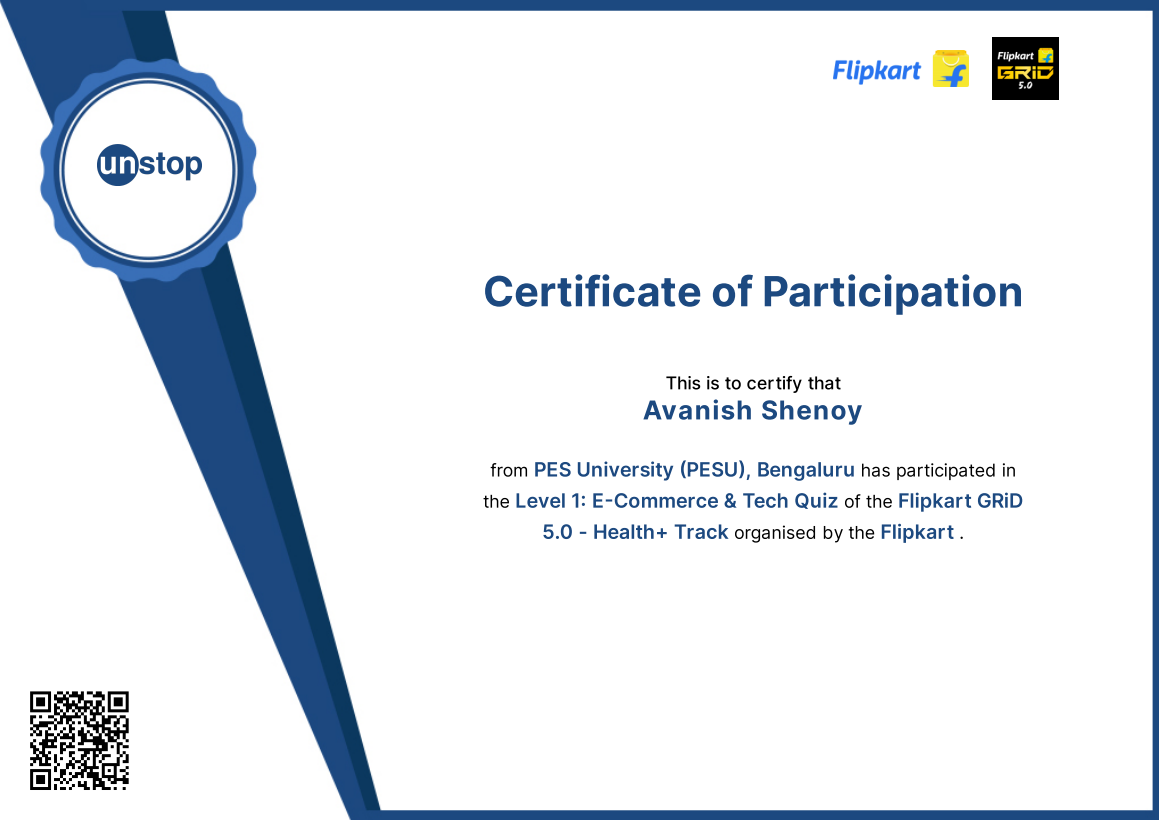 Flipkart
Flipkart
GRiD
5.0
unstop
Certificate of Participation
This is to certify that
Avanish Shenoy
from PES University (PESU), Bengaluru has participated in
the Level 1: E-Commerce & Tech Quiz of the Flipkart GRiD
5.0 - Health+ Track organised by the Flipkart .